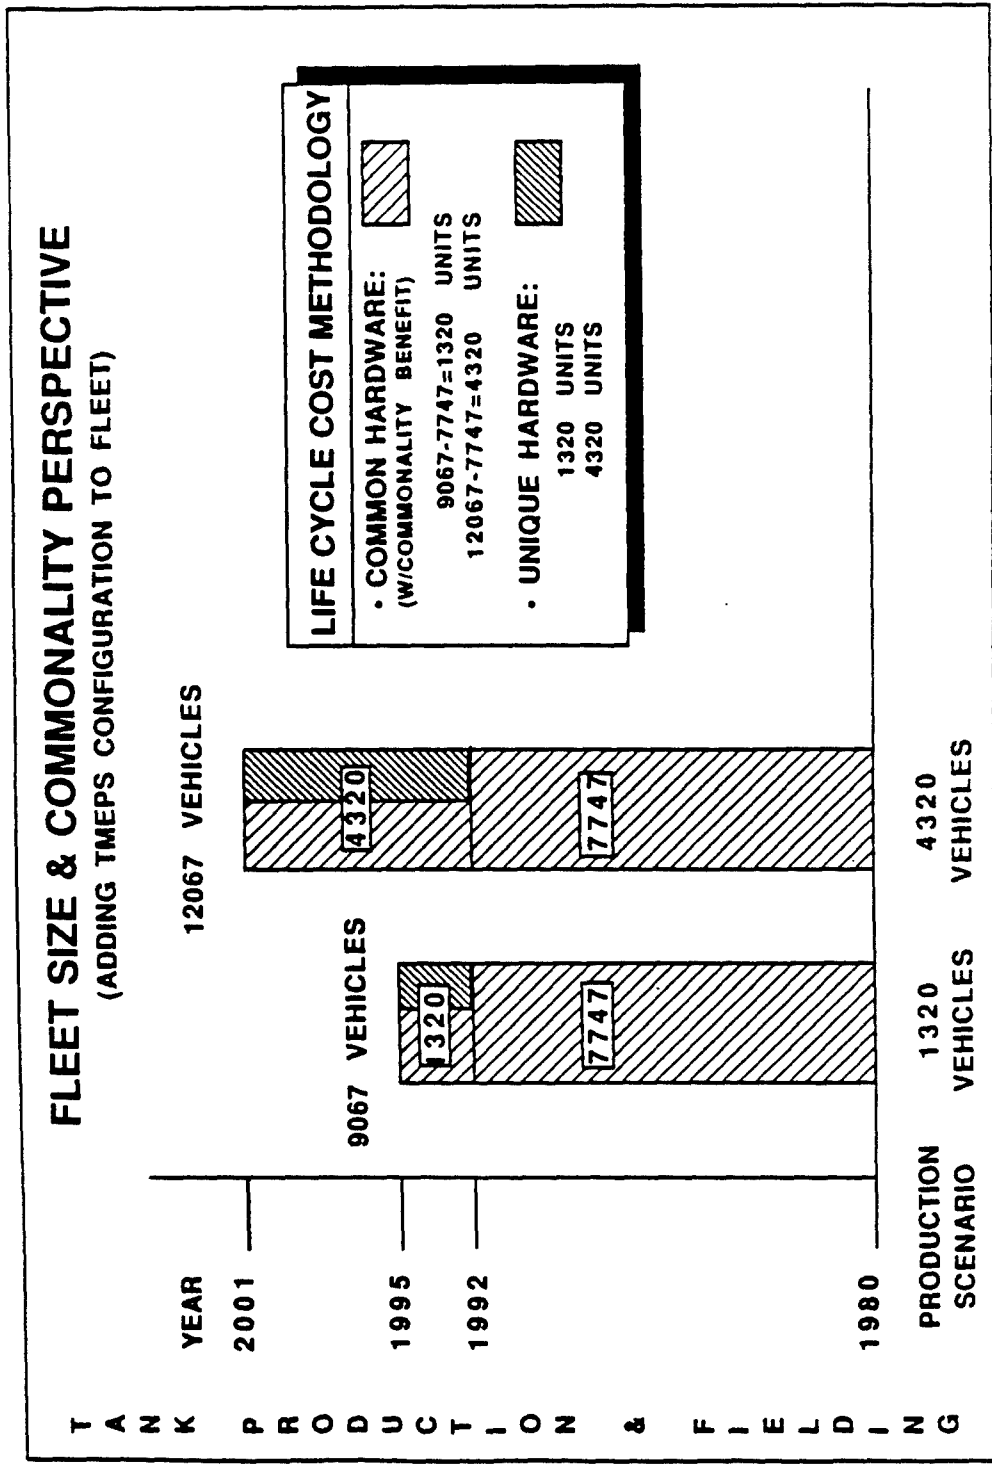 FLEET SIZE & COMMONALITY PERSPECTIVE
(ADDING TMEPS CONFIGURATION TO FLEET)
TANK PRODUCTION & FIELDING
YEAR
2001
1995
1992
1980
9067 VEHICLES
1320
7747
12067 VEHICLES
4320
7747
PRODUCTION
SCENARIO
1320
VEHICLES
4320
VEHICLES
LIFE CYCLE COST METHODOLOGY
• COMMON HARDWARE:
(W/COMMONALITY BENEFIT)
9067-7747=1320 UNITS
12067-7747=4320 UNITS
• UNIQUE HARDWARE:
1320 UNITS
4320 UNITS